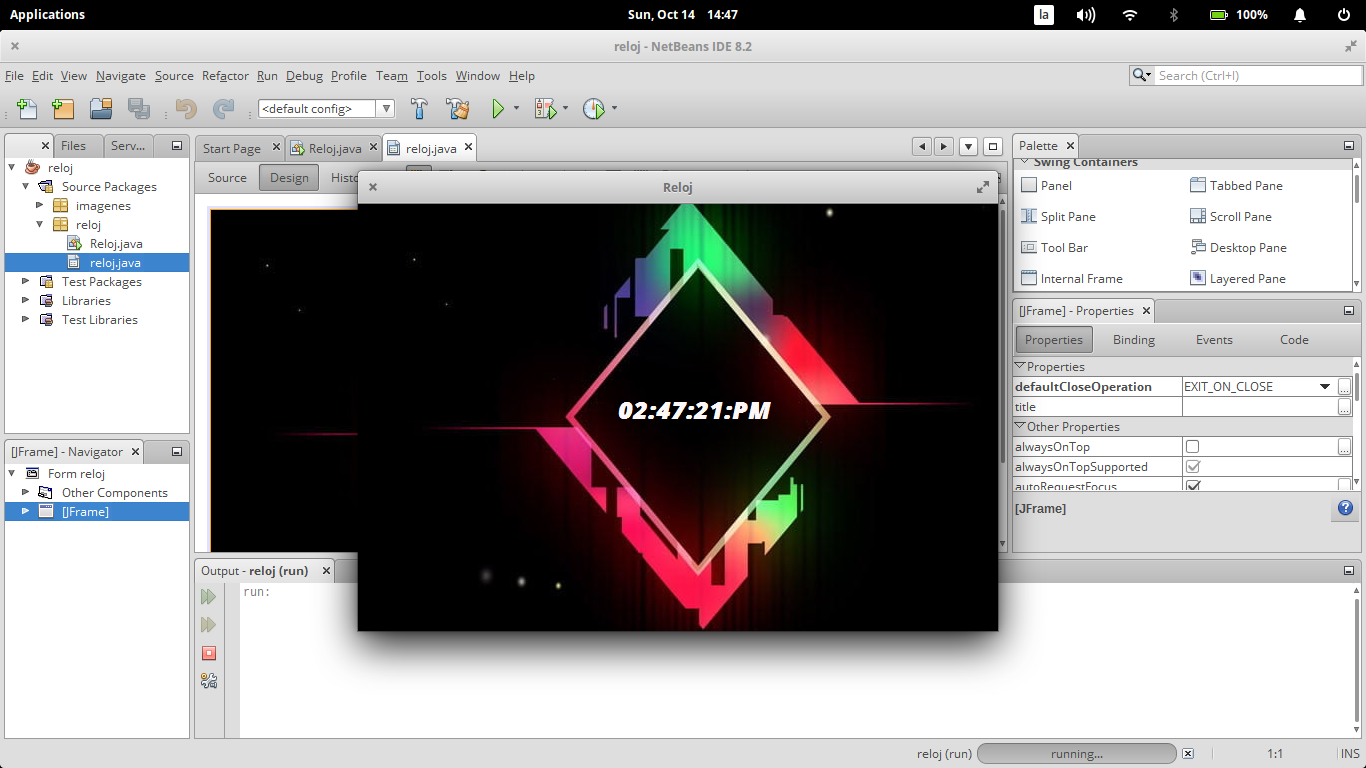 Applications
Sun, Oct 14 14:47
la
100%
reloj - NetBeans IDE 8.2
File Edit View Navigate Source Refactor Run Debug Profile Team Tools Window Help
Search (Ctrl+I)
<default config>
Files
Serv...
Start Page
Reloj.java
reloj.java
Palette
reloj
Source Packages
imagenes
reloj
Reloj.java
reloj.java
Test Packages
Libraries
Test Libraries
Source
Design
Reloj
02:47:21:PM
Swing Containers
Panel
Tabbed Pane
Split Pane
Scroll Pane
Tool Bar
Desktop Pane
Internal Frame
Layered Pane
[JFrame] - Properties
Properties
Binding
Events
Code
Properties
defaultCloseOperation
EXIT_ON_CLOSE
...
title
...
Other Properties
alwaysOnTop
...
alwaysOnTopSupported
autoRequestFocus
[JFrame]
?
[JFrame] - Navigator
Form reloj
Other Components
[JFrame]
Output - reloj (run)
run:
reloj (run)
running...
1:1
INS